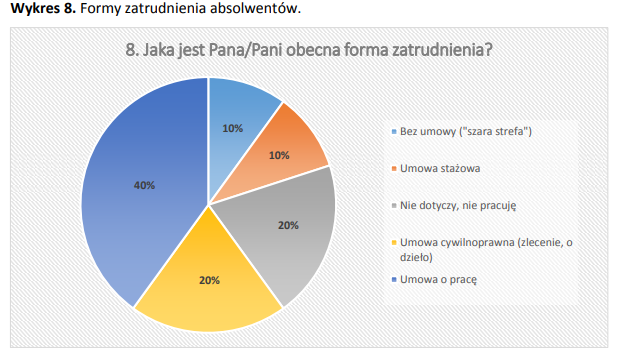 Wykres 8. Formy zatrudnienia absolwentów.
8. Jaka jest Pana/Pani obecna forma zatrudnienia?
10%
10%
20%
20%
40%
Bez umowy ("szara strefa")
Umowa stażowa
Nie dotyczy, nie pracuję
Umowa cywilnoprawna (zlecenie, o
dzieło)
Umowa o pracę